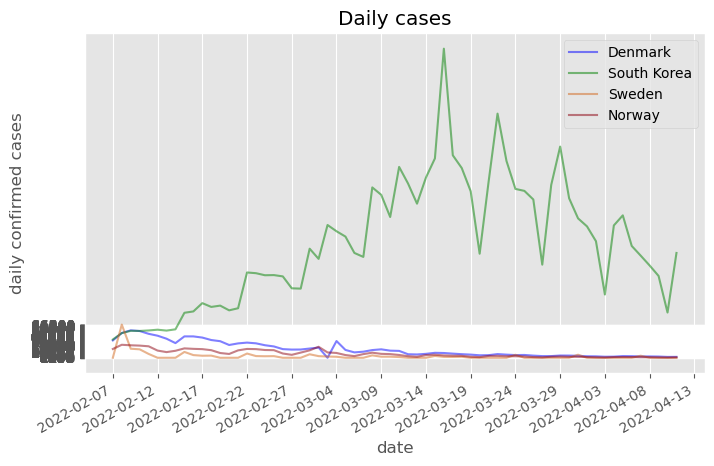 Daily cases
Denmark
South Korea
Sweden
Norway
daily confirmed cases
2022-02-07
2022-02-12
2022-02-17
2022-02-22
2022-02-27
2022-03-04
2022-03-09
2022-03-14
2022-03-19
2022-03-24
2022-03-29
2022-04-03
2022-04-08
2022-04-13
date